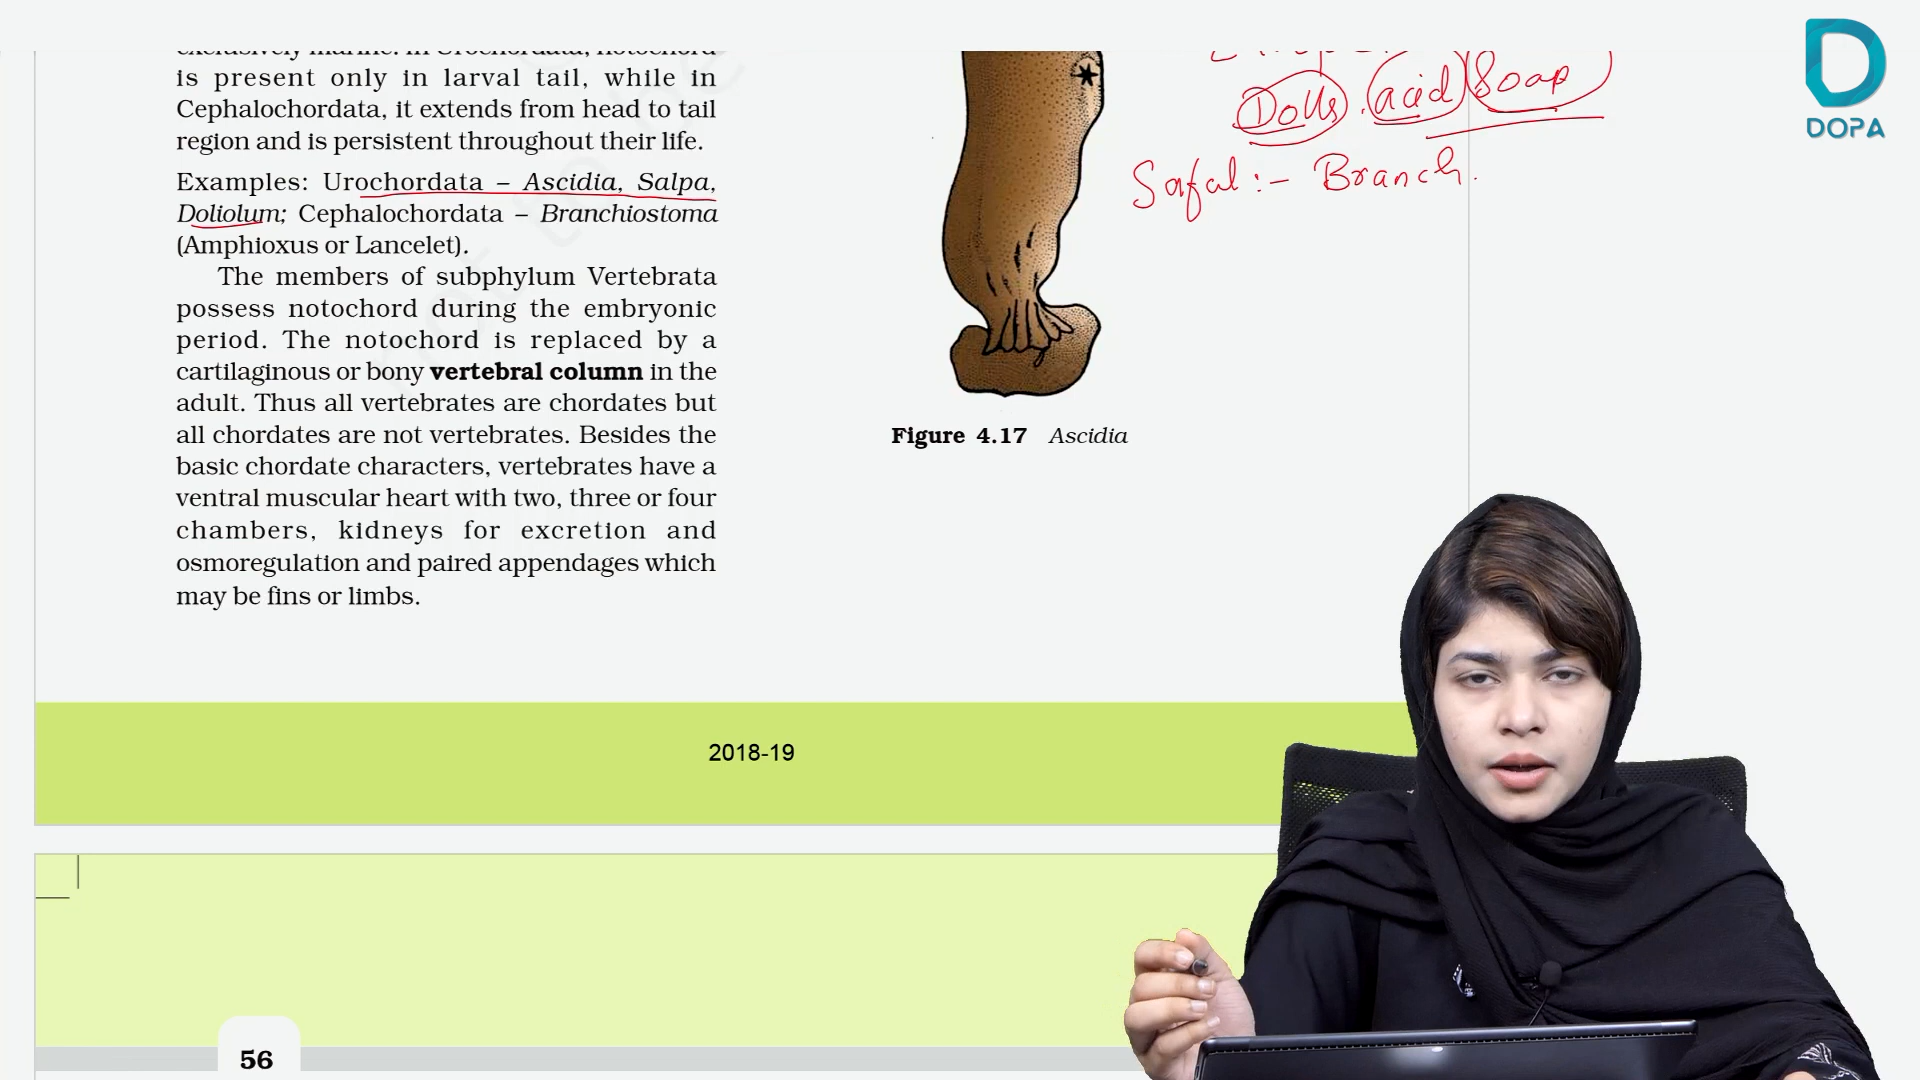 is present only in larval tail, while in
Cephalochordata, it extends from head to tail
region and is persistent throughout their life.
Examples: Urochordata – Ascidia, Salpa,
Doliolum; Cephalochordata – Branchiostoma
(Amphioxus or Lancelet).
The members of subphylum Vertebrata
possess notochord during the embryonic
period. The notochord is replaced by a
cartilaginous or bony vertebral column in the
adult. Thus all vertebrates are chordates but
all chordates are not vertebrates. Besides the
basic chordate characters, vertebrates have a
ventral muscular heart with two, three or four
chambers, kidneys for excretion and
osmoregulation and paired appendages which
may be fins or limbs.
Figure 4.17 Ascidia
Dolls acid Soap
Safal :- Branch.
DOPA
2018-19
56